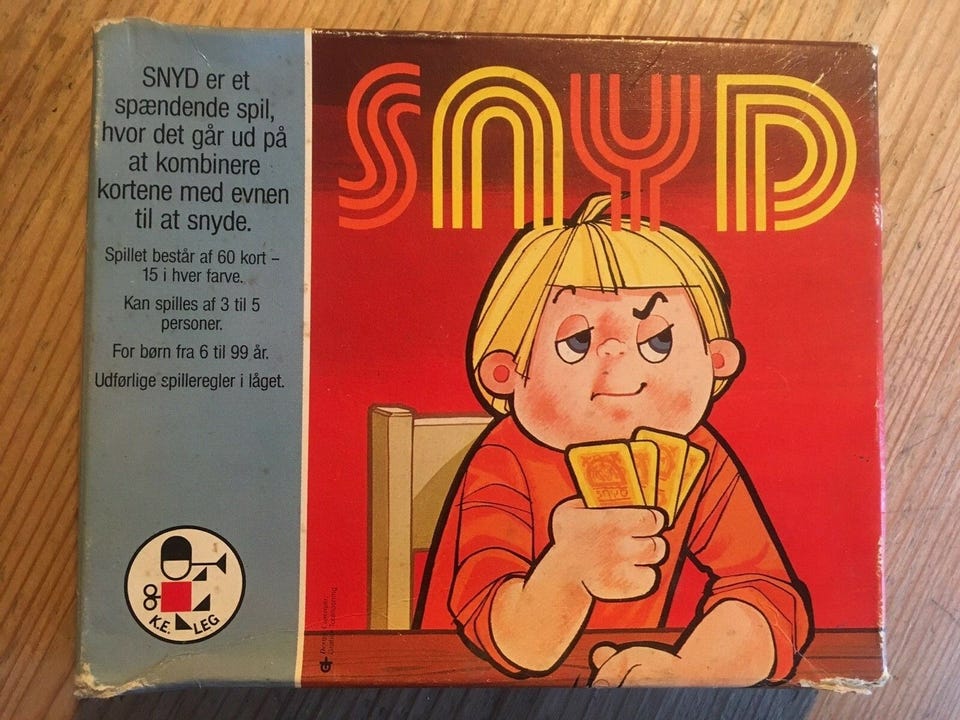 SNYD er et
spændende spil,
hvor det går ud på
at kombinere
kortene med evnen
til at snyde.
Spillet består af 60 kort –
15 i hver farve.
Kan spilles af 3 til 5
personer.
For børn fra 6 til 99 år.
Udførlige spilleregler i låget.
K.E. LEG
SNYD
SNYD